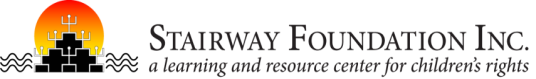 STAIRWAY FOUNDATION INC.
a learning and resource center for children's rights